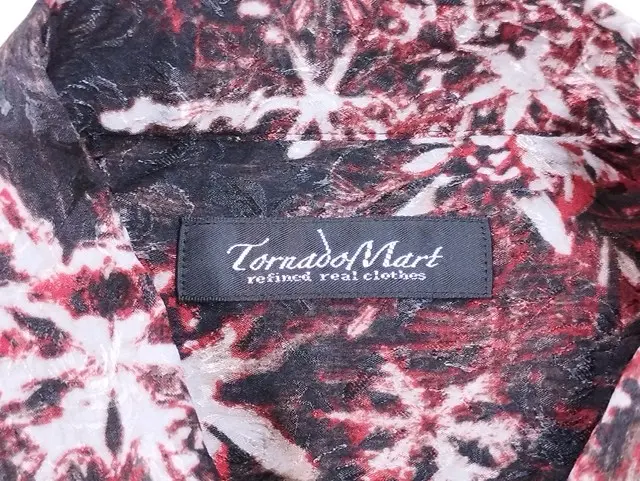 TornadoMart
refined real clothes